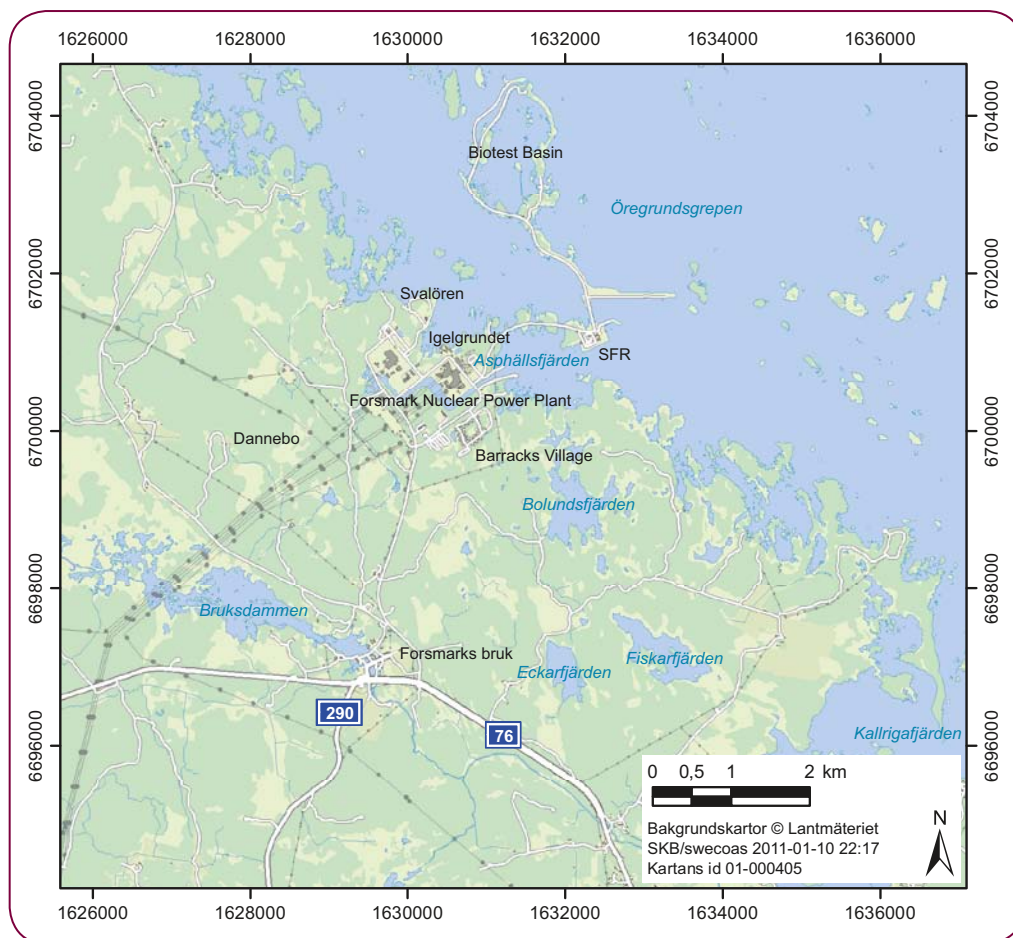 1626000 1628000 1630000 1632000 1634000 1636000
6704000 6704000
Biotest Basin
Öregrundsgrepen
6702000 6702000
Svalören
Igelgrundet
SFR
Asphällsfjärden
Forsmark Nuclear Power Plant
6700000 6700000
Dannebo
Barracks Village
Bolundsfjärden
6698000 6698000
Bruksdammen
Forsmarks bruk
Fiskarfjärden
Eckarfjärden
290
76
Kallrigafjärden
6696000 6696000
0 0,5 1 2 km
N
Bakgrundskartor © Lantmäteriet
SKB/swecoas 2011-01-10 22:17
Kartans id 01-000405
1626000 1628000 1630000 1632000 1634000 1636000